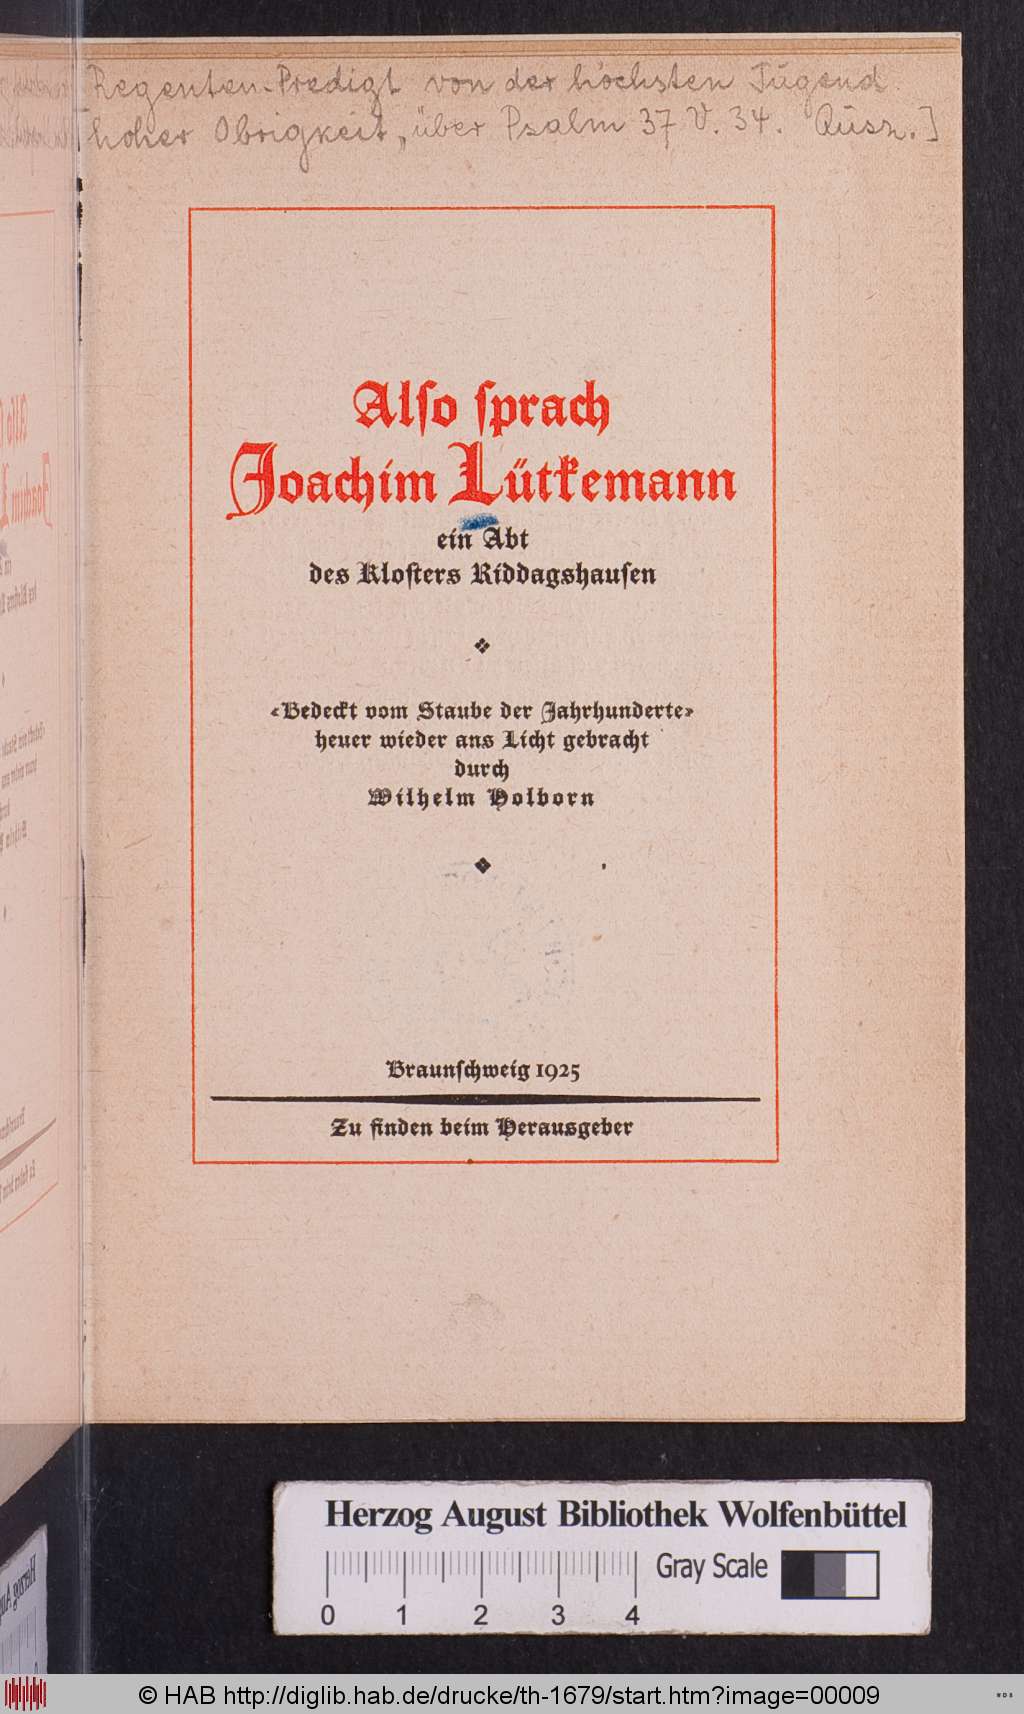 [Regenten-Predigt von der höchsten Tugend
hoher Obrigkeit, über Psalm 37 V. 34. Ausz.]
Also sprach
Joachim Lütkemann
ein Abt
des Klosters Riddagshausen
«Bedeckt vom Staube der Jahrhunderte»
heuer wieder ans Licht gebracht
durch
Wilhelm Holborn
Braunschweig 1925
Zu finden beim Herausgeber
Herzog August Bibliothek Wolfenbüttel
Gray Scale
0 1 2 3 4
© HAB http://diglib.hab.de/drucke/th-1679/start.htm?image=00009